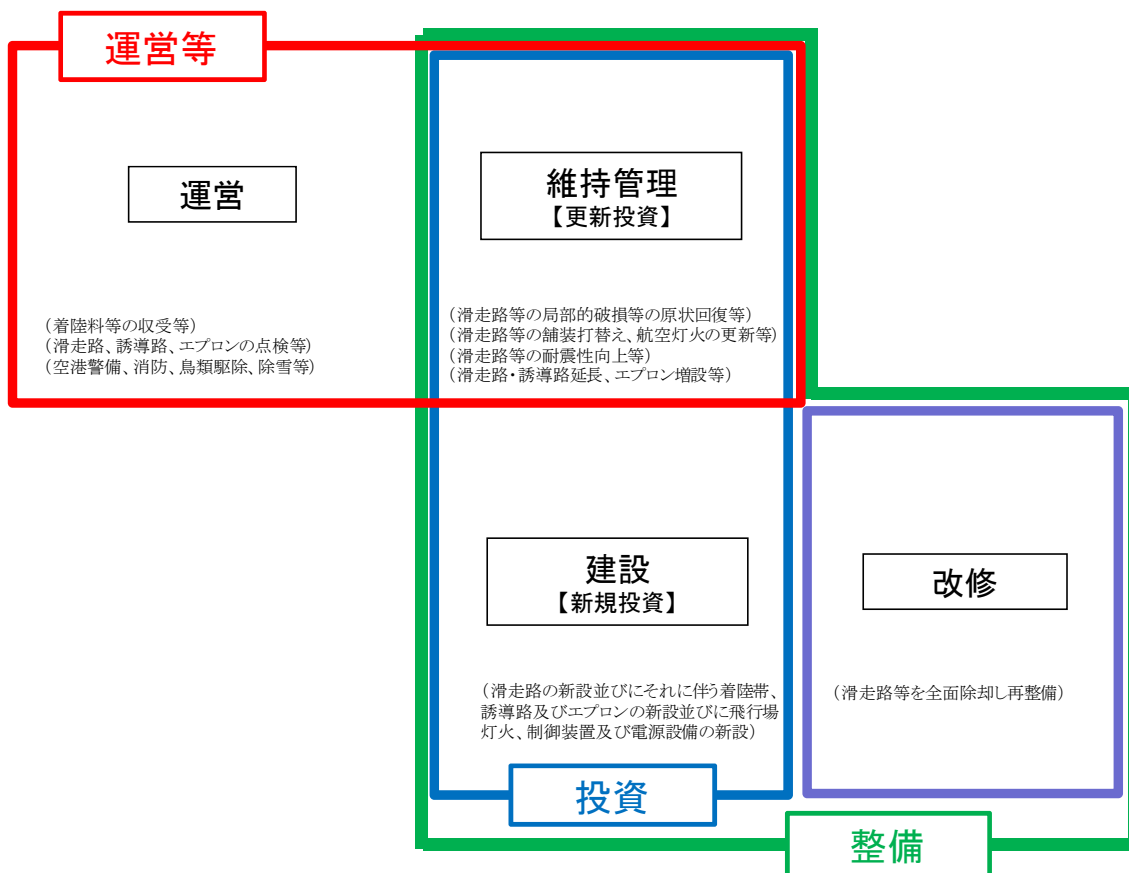 運営等
運営
(着陸料等の収受等)
(滑走路、誘導路、エプロンの点検等)
(空港警備、消防、鳥類駆除、除雪等)
維持管理
【更新投資】
(滑走路等の局部的破損等の原状回復等)
(滑走路等の舗装打替え、航空灯火の更新等)
(滑走路等の耐震性向上等)
(滑走路・誘導路延長、エプロン増設等)
建設
【新規投資】
(滑走路の新設並びにそれに伴う着陸帯、
誘導路及びエプロンの新設並びに飛行場
灯火、制御装置及び電源設備の新設)
改修
(滑走路等を全面除却し再整備)
投資
整備